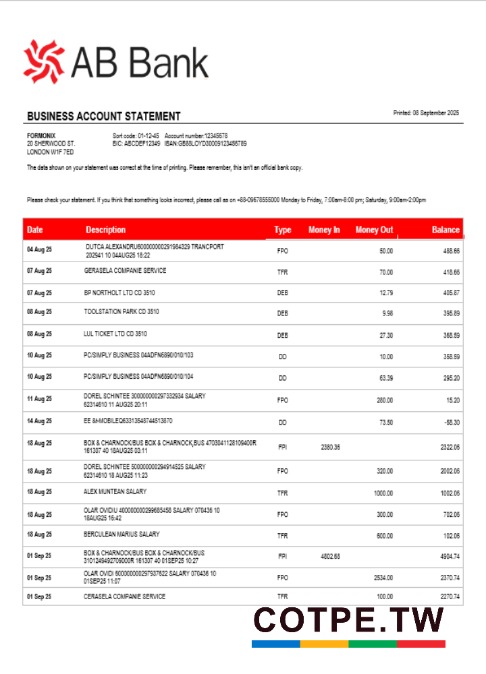 AB Bank
BUSINESS ACCOUNT STATEMENT
Printed: 08 September 2025
FORMONIX Sort code: 01-12-45 Account number:12345678
20 SHERWOOD ST. BIC: ABCDEF12349 IBAN:GB88LOYD30009123456789
LONDON W1F 7ED
The data shown on your statement was correct at the time of printing. Please remember, this isn't an official bank copy.
Please check your statement. If you think that something looks incorrect, please call as on +88-09678555000 Monday to Friday, 7:00am-8:00 pm; Saturday, 9:00am-2:00pm
Date Description Type Money In Money Out Balance
04 Aug 25 DUTCA ALEXANDRU600000000291984329 TRANCPORT FPO 50.00 488.66
202941 10 04AUG25 18:22
07 Aug 25 GERASELA COMPANIE SERVICE TFR 70.00 418.66
07 Aug 25 BP NORTHOLT LTD CD 3510 DEB 12.79 405.87
08 Aug 25 TOOLSTATION PARK CD 3510 DEB 9.98 395.89
08 Aug 25 LUL TICKET LTD CD 3510 DEB 27.30 368.59
10 Aug 25 PC/SIMPLY BUSINESS 04ADFN6890/010/103 DD 10.00 358.59
10 Aug 25 PC/SIMPLY BUSINESS 04ADFN6890/010/104 DD 63.39 295.20
11 Aug 25 DOREL SCHINTEE 300000000297332934 SALARY FPO 280.00 15.20
62314610 11 AUG25 20:11
14 Aug 25 EE &MOBILEQ63313545744513870 DD 73.50 -58.30
18 Aug 25 BOX & CHARNOCK/BUS BOX & CHARNOCK,BUS 4703841128109400R FPI 2380.36 2322.06
161307 40 18AUG25 03:11
18 Aug 25 DOREL SCHINTEE 500000000294914525 SALARY FPO 320.00 2002.06
62314610 18 AUG25 11:23
18 Aug 25 ALEX MUNTEAN SALARY TFR 1000.00 1002.06
18 Aug 25 OLAR OVIDIU 400000000299685458 SALARY 070436 10 FPO 300.00 702.06
18AUG25 16:42
18 Aug 25 BERCULEAN MARIUS SALARY TFR 600.00 102.06
01 Sep 25 BOX & CHARNOCK/BUS BOX & CHARNOCK/BUS FPI 4802.68 4904.74
3101249492709000R 161307 40 01SEP25 10:27
01 Sep 25 OLAR OVIDI 600000000297937622 SALARY 070436 10 FPO 2534.00 2370.74
01SEP25 11:07
01 Sep 25 CERASELA COMPANIE SERVICE TFR 100.00 2270.74
COTPE.TW